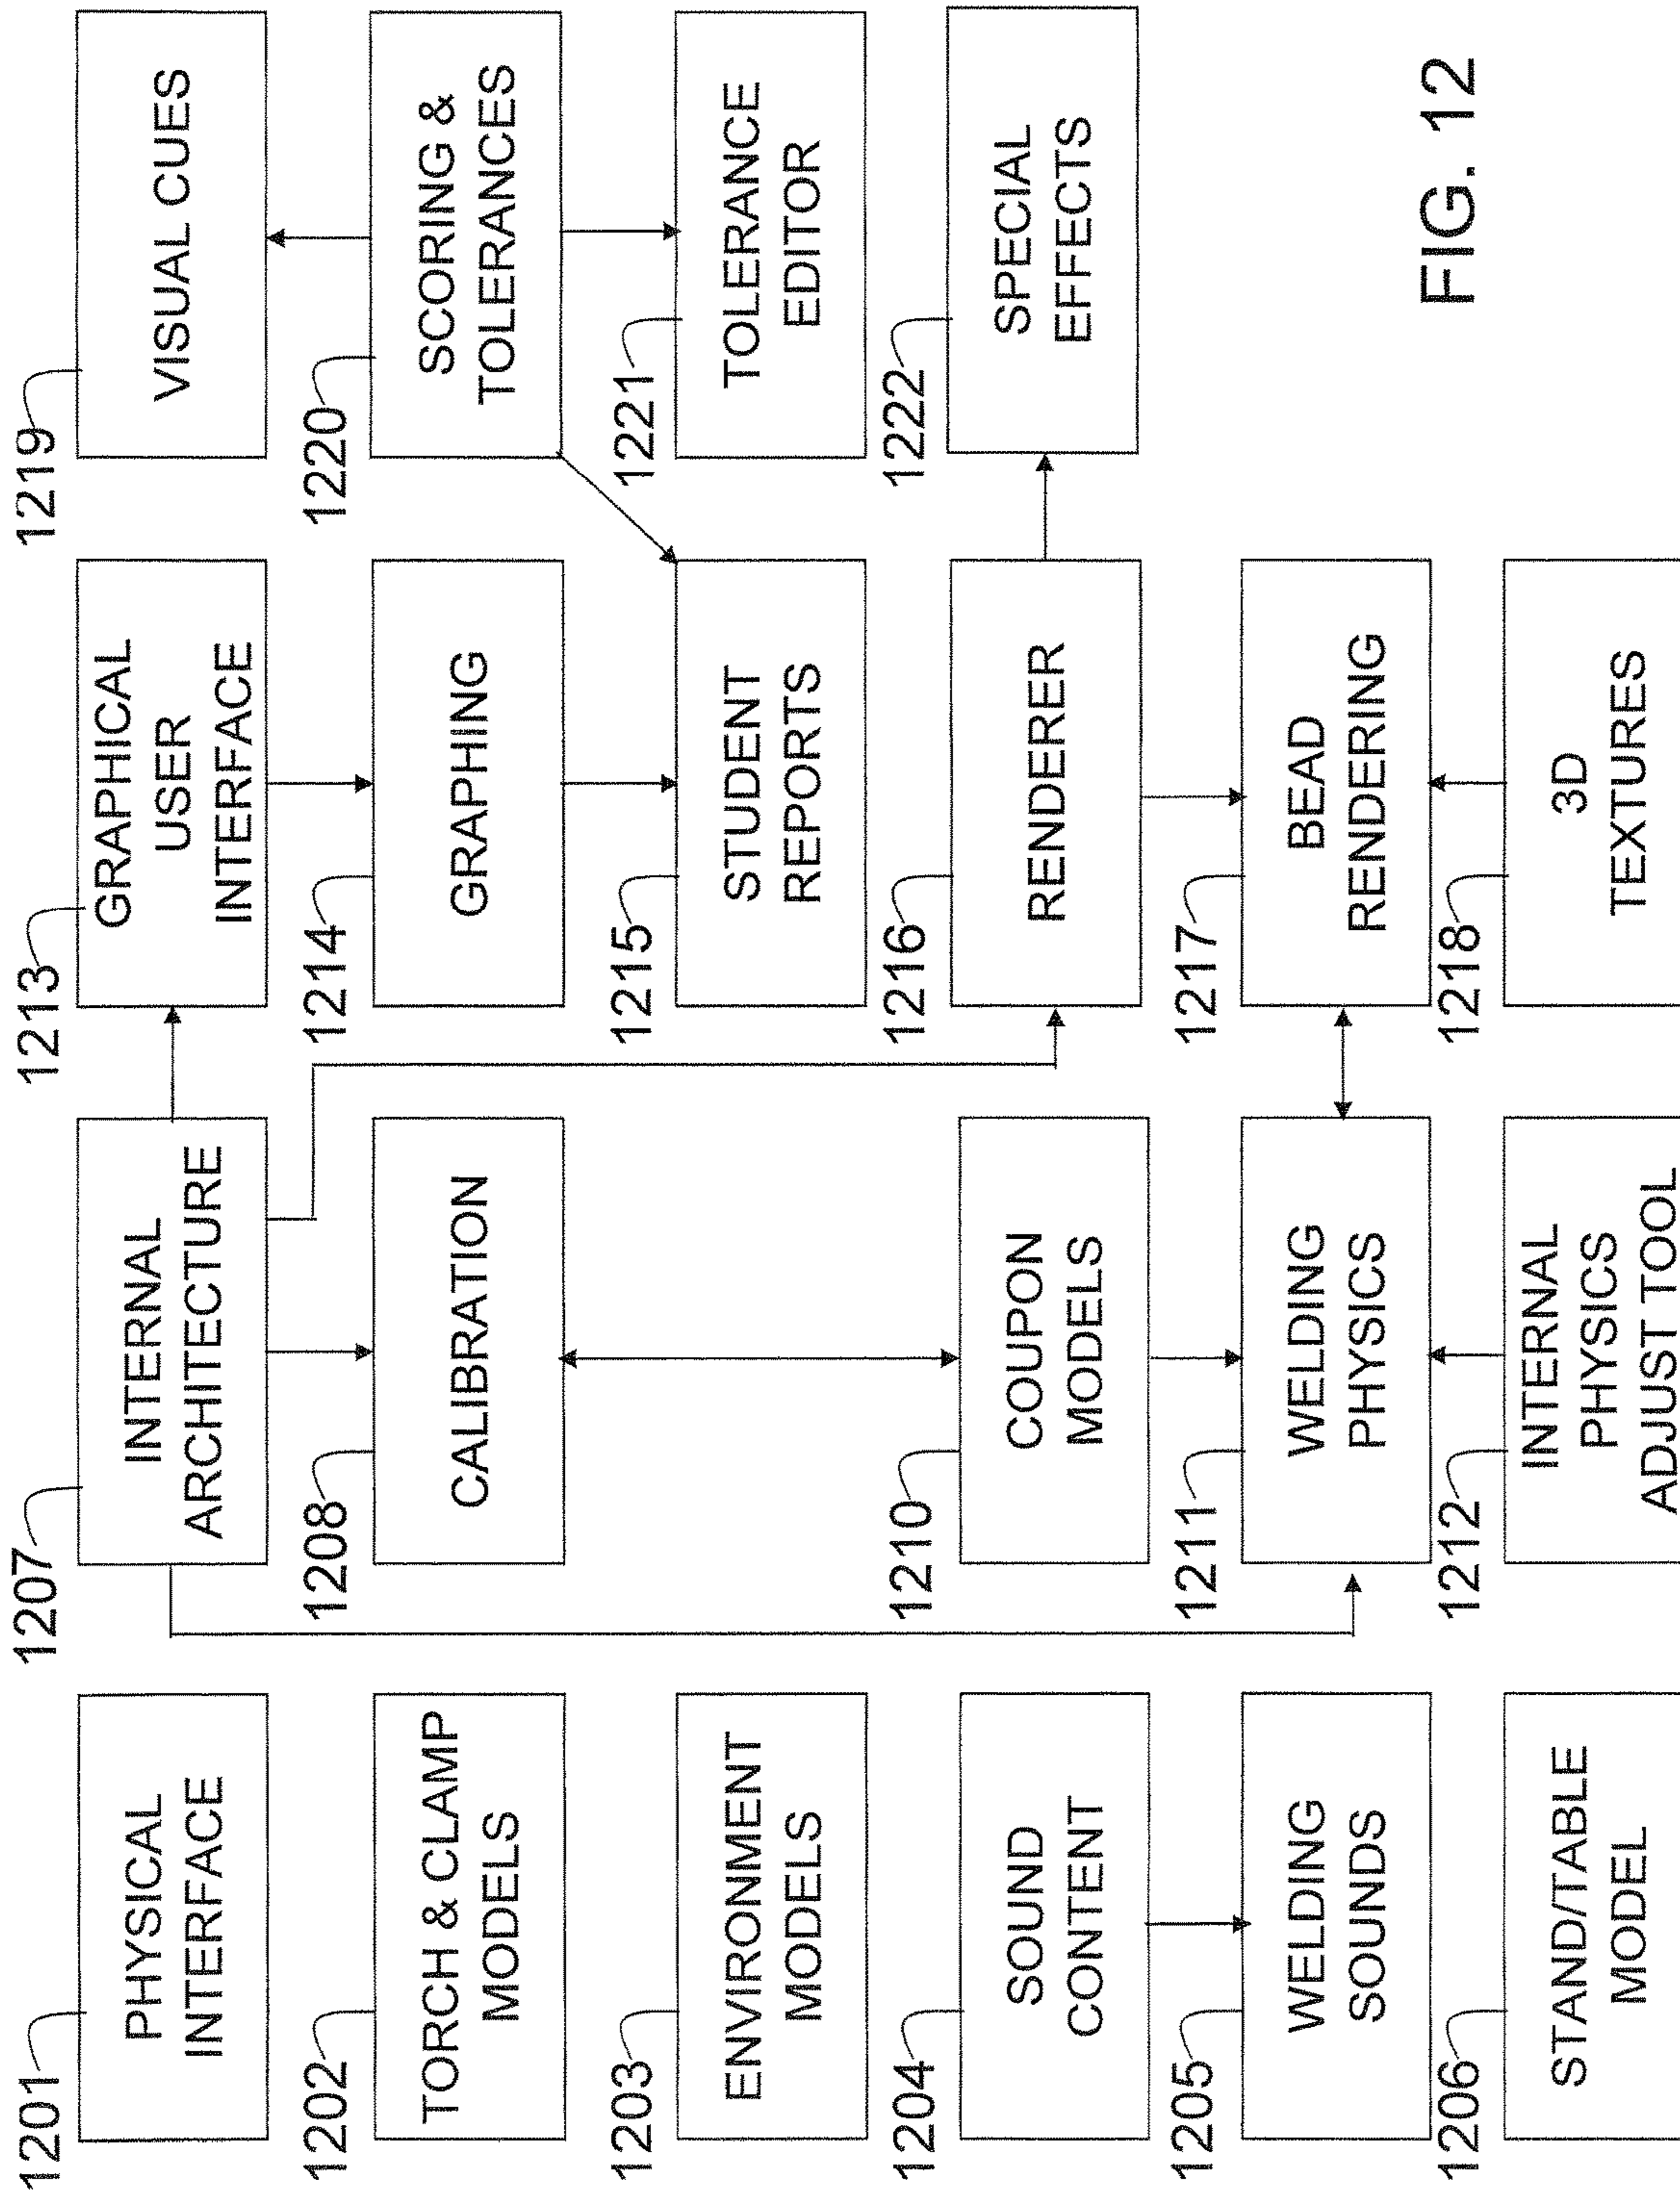 1201
PHYSICAL
INTERFACE
1202
TORCH & CLAMP
MODELS
1203
ENVIRONMENT
MODELS
1204
SOUND
CONTENT
1205
WELDING
SOUNDS
1206
STAND/TABLE
MODEL
1207
INTERNAL
ARCHITECTURE
1208
CALIBRATION
1210
COUPON
MODELS
1211
WELDING
PHYSICS
1212
INTERNAL
PHYSICS
ADJUST TOOL
1213
GRAPHICAL
USER
INTERFACE
1214
GRAPHING
1215
STUDENT
REPORTS
1216
RENDERER
1217
BEAD
RENDERING
1218
3D
TEXTURES
1219
VISUAL CUES
1220
SCORING &
TOLERANCES
1221
TOLERANCE
EDITOR
1222
SPECIAL
EFFECTS
FIG. 12